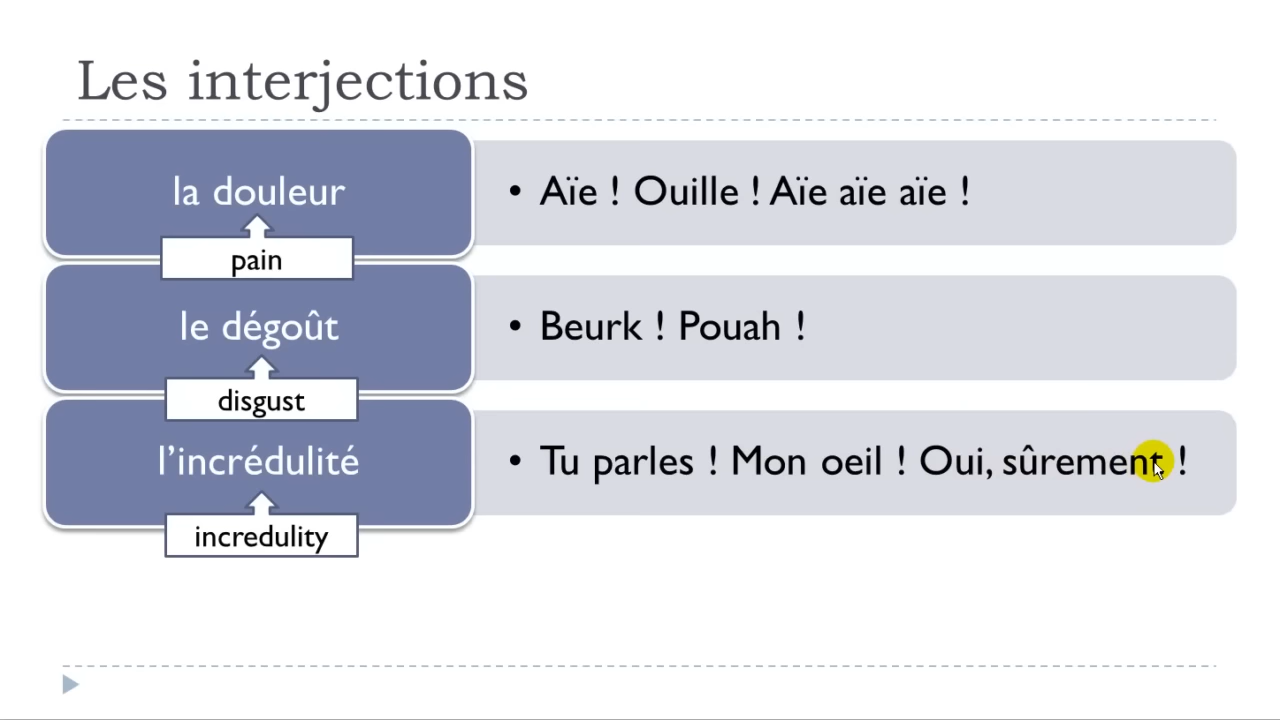 Les interjections
la douleur
• Aïe ! Ouille ! Aïe aïe aïe !
pain
le dégoût
• Beurk ! Pouah !
disgust
l’incrédulité
• Tu parles ! Mon oeil ! Oui, sûrement !
incredulity